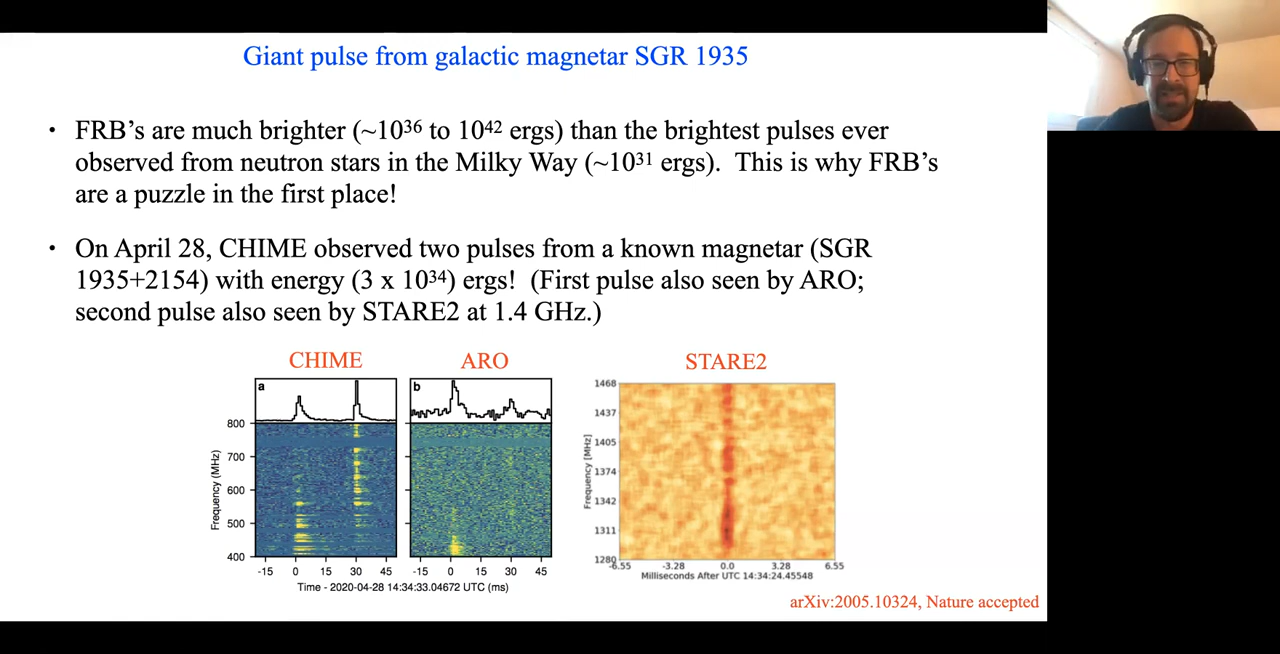 Giant pulse from galactic magnetar SGR 1935
• FRB’s are much brighter (~10³⁶ to 10⁴² ergs) than the brightest pulses ever
observed from neutron stars in the Milky Way (~10³¹ ergs). This is why FRB’s
are a puzzle in the first place!
• On April 28, CHIME observed two pulses from a known magnetar (SGR
1935+2154) with energy (3 x 10³⁴) ergs! (First pulse also seen by ARO;
second pulse also seen by STARE2 at 1.4 GHz.)
CHIME
a
800
700
600
500
400
Frequency (MHz)
-15 0 15 30 45
ARO
b
-15 0 15 30 45
Time - 2020-04-28 14:34:33.04672 UTC (ms)
STARE2
1468
1437
1405
1374
1342
1311
1280
Frequency [MHz]
-6.55 -3.28 0.0 3.28 6.55
Milliseconds After UTC 14:34:24.45548
arXiv:2005.10324, Nature accepted